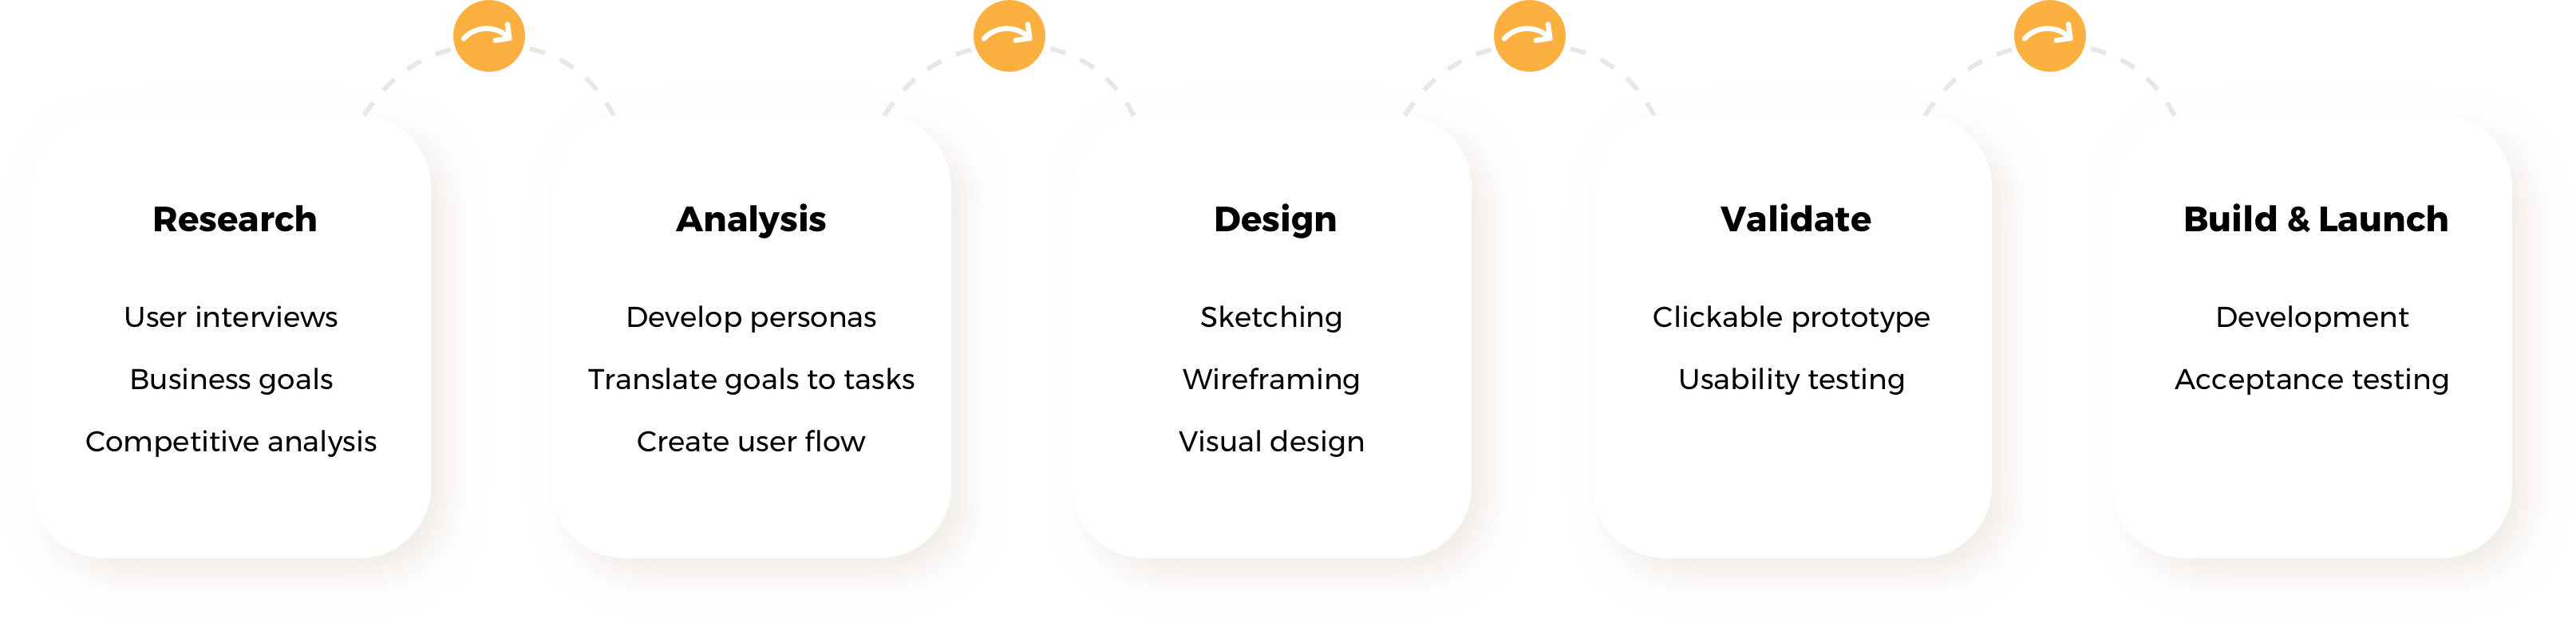 Research
User interviews
Business goals
Competitive analysis
Analysis
Develop personas
Translate goals to tasks
Create user flow
Design
Sketching
Wireframing
Visual design
Validate
Clickable prototype
Usability testing
Build & Launch
Development
Acceptance testing